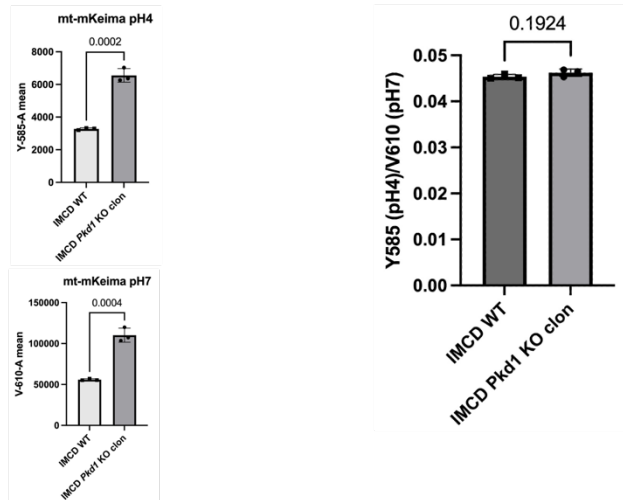 mt-mKeima pH4
0.0002
8000
6000
4000
2000
0
Y-585-A mean
IMCD WT
IMCD Pkd1 KO clon
mt-mKeima pH7
0.0004
150000
100000
50000
0
V-610-A mean
IMCD WT
IMCD Pkd1 KO clon
0.1924
0.05
0.04
0.03
0.02
0.01
0.00
Y585 (pH4)/V610 (pH7)
IMCD WT
IMCD Pkd1 KO clon